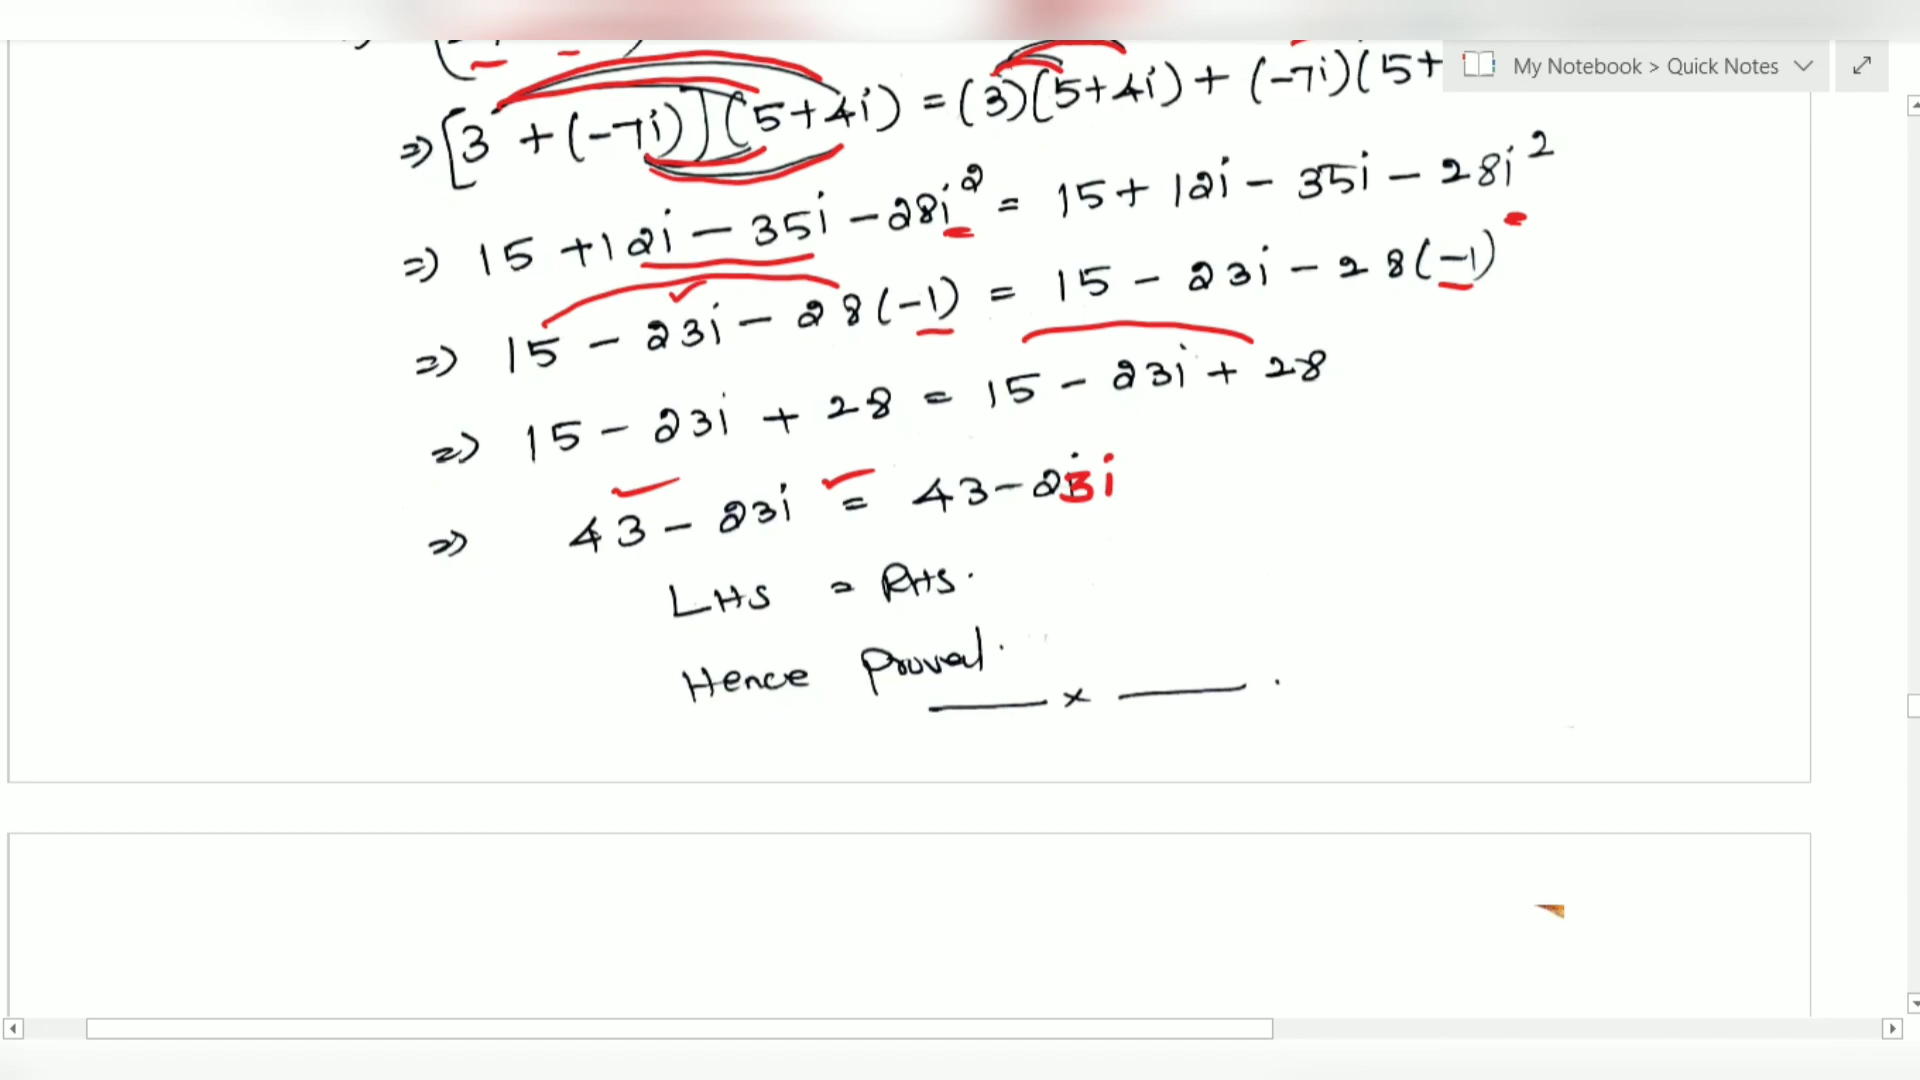 My Notebook > Quick Notes
⇒ [3 + (-7i)] (5+4i) = (3)(5+4i) + (-7i)(5+
⇒ 15 + 12i - 35i - 28i² = 15 + 12i - 35i - 28i²
⇒ 15 - 23i - 28(-1) = 15 - 23i - 28(-1)
⇒ 15 - 23i + 28 = 15 - 23i + 28
⇒ 43 - 23i = 43 - 23i
LHS = RHS.
Hence Proved.
— x — .